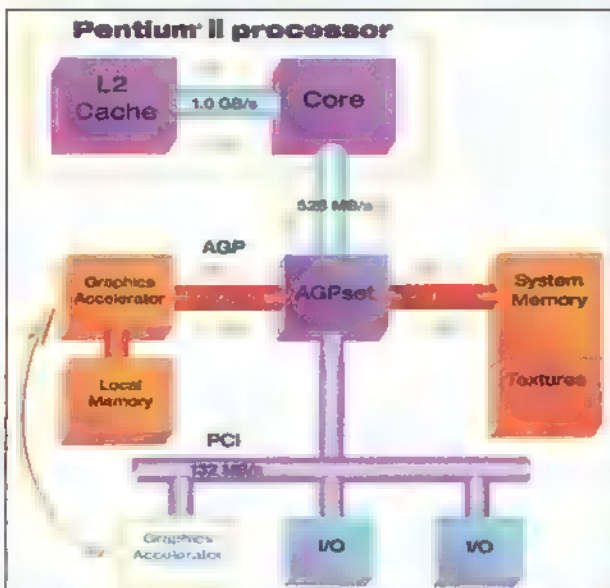 Pentium® II processor
L2
Cache
1.0 GB/s
Core
528 MB/s
AGP
Graphics
Accelerator
AGPset
System
Memory
Local
Memory
Textures
PCI
132 MB/s
Graphics
Accelerator
I/O
I/O